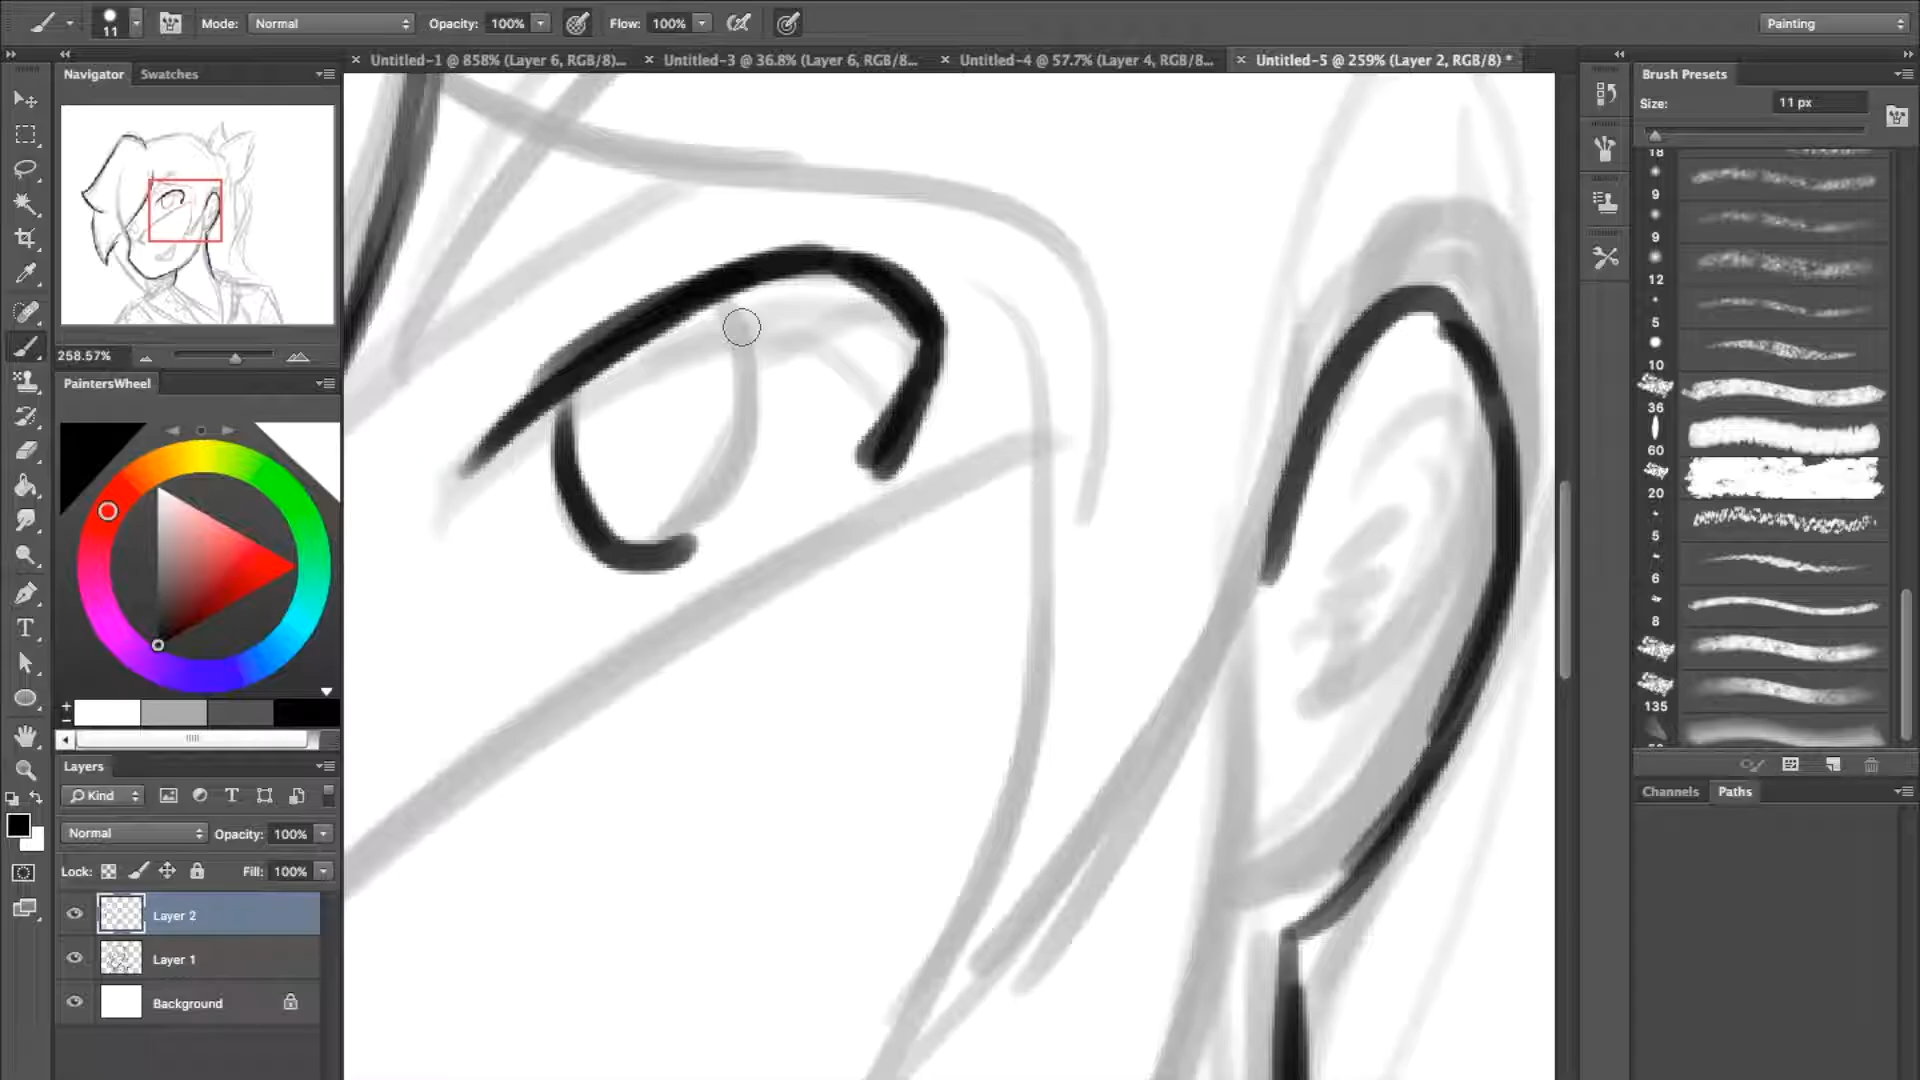 11
Mode: Normal
Opacity: 100%
Flow: 100%
Painting
Untitled-1 @ 858% (Layer 6, RGB/8)...
Untitled-3 @ 36.8% (Layer 6, RGB/8...
Untitled-4 @ 57.7% (Layer 4, RGB/8...
Untitled-5 @ 259% (Layer 2, RGB/8) *
Navigator
Swatches
258.57%
PaintersWheel
Layers
Kind
Normal
Opacity: 100%
Lock:
Fill: 100%
Layer 2
Layer 1
Background
Brush Presets
Size:
11 px
18
9
9
12
5
10
36
60
20
5
6
8
135
Channels
Paths